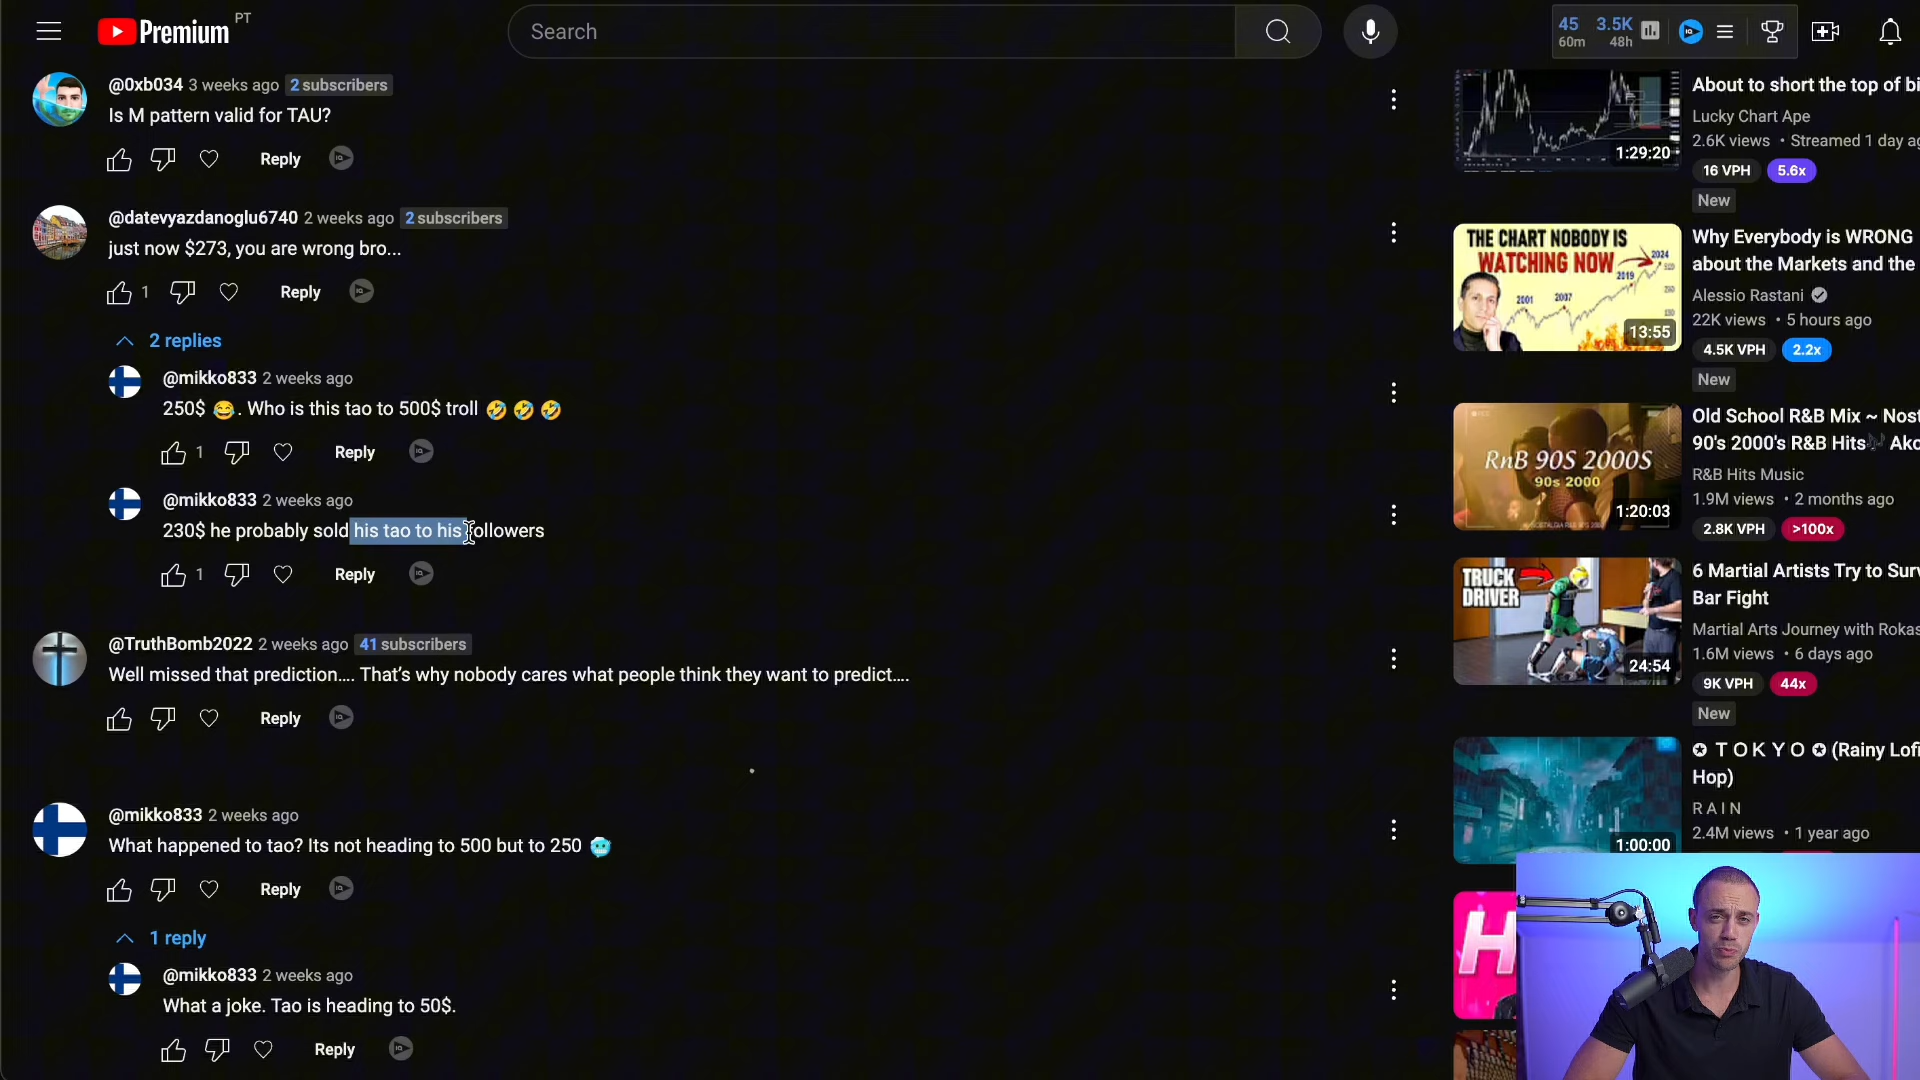 Premium PT
Search
45 3.5K
60m 48h
@0xb034 3 weeks ago 2 subscribers
Is M pattern valid for TAU?
Reply
@datevyazdanoglu6740 2 weeks ago 2 subscribers
just now $273, you are wrong bro...
1 Reply
2 replies
@mikko833 2 weeks ago
250$ 😂. Who is this tao to 500$ troll 🤣 🤣 🤣
1 Reply
@mikko833 2 weeks ago
230$ he probably sold his tao to his followers
1 Reply
@TruthBomb2022 2 weeks ago 41 subscribers
Well missed that prediction.... That's why nobody cares what people think they want to predict....
Reply
@mikko833 2 weeks ago
What happened to tao? Its not heading to 500 but to 250 🥶
Reply
1 reply
@mikko833 2 weeks ago
What a joke. Tao is heading to 50$.
Reply
1:29:20
About to short the top of bi
Lucky Chart Ape
2.6K views • Streamed 1 day ag
16 VPH 5.6x
New
THE CHART NOBODY IS
WATCHING NOW
2024
2019
2001 2007
13:55
Why Everybody is WRONG
about the Markets and the
Alessio Rastani
22K views • 5 hours ago
4.5K VPH 2.2x
New
RnB 90S 2000S
90s 2000
1:20:03
Old School R&B Mix ~ Nost
90's 2000's R&B Hits🎶 Ako
R&B Hits Music
1.9M views • 2 months ago
2.8K VPH >100x
TRUCK
DRIVER
24:54
6 Martial Artists Try to Surv
Bar Fight
Martial Arts Journey with Rokas
1.6M views • 6 days ago
9K VPH 44x
New
1:00:00
✪ T O K Y O ✪ (Rainy Lofi
Hop)
R A I N
2.4M views • 1 year ago
H